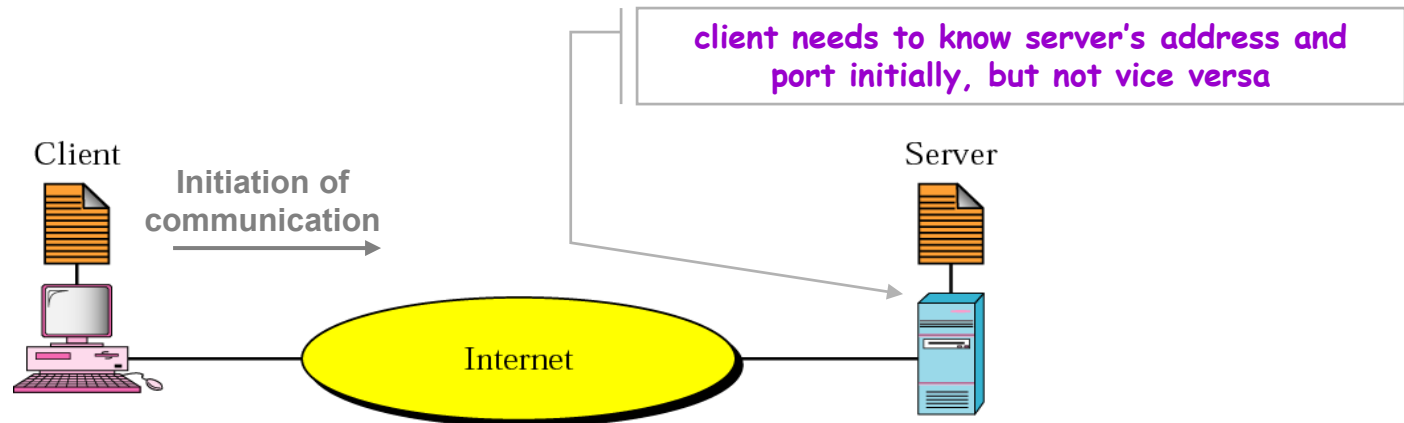 client needs to know server's address and
port initially, but not vice versa
Client
Server
Initiation of
communication
Internet